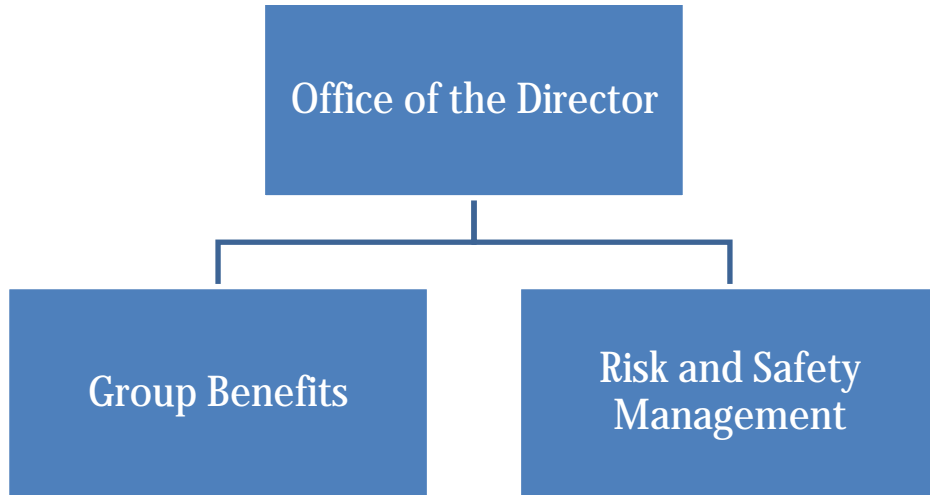 Office of the Director
Group Benefits
Risk and Safety
Management